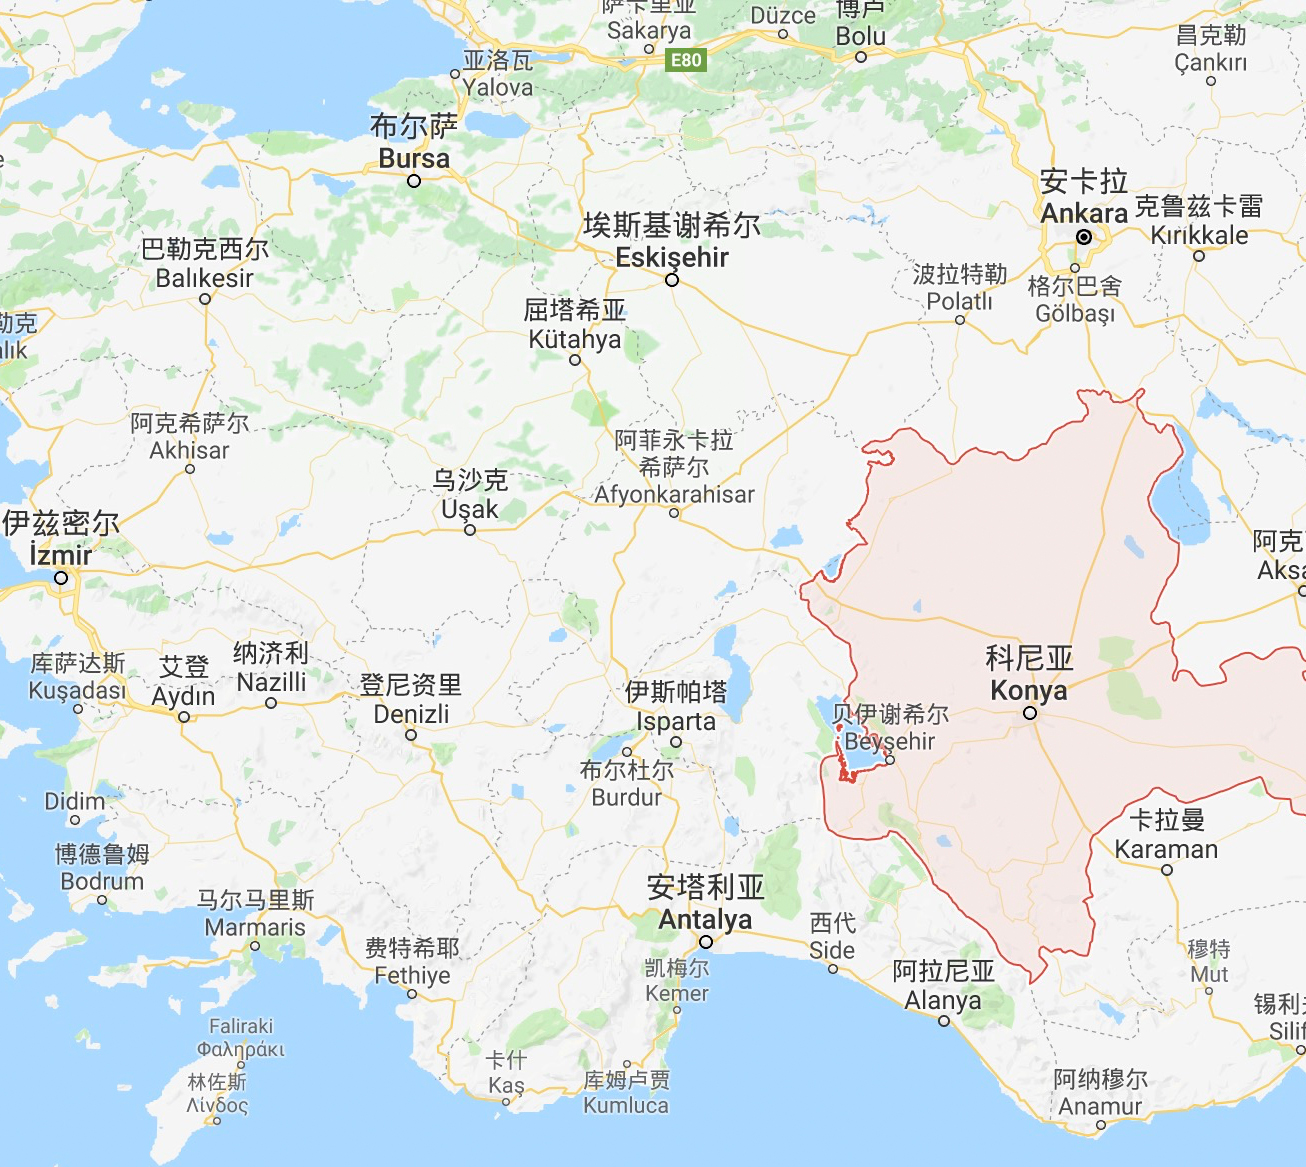 萨卡里亚
Sakarya
Düzce
博卢
Bolu
昌克勒
Çankırı
E80
亚洛瓦
Yalova
布尔萨
Bursa
安卡拉
Ankara
克鲁兹卡雷
Kırıkkale
埃斯基谢希尔
Eskişehir
巴勒克西尔
Balıkesir
波拉特勒
Polatlı
格尔巴舍
Gölbaşı
屈塔希亚
Kütahya
勒克
alık
阿克希萨尔
Akhisar
阿菲永卡拉
希萨尔
Afyonkarahisar
乌沙克
Uşak
伊兹密尔
İzmir
阿克
Aksa
库萨达斯
Kuşadası
艾登
Aydın
纳济利
Nazilli
登尼资里
Denizli
伊斯帕塔
Isparta
科尼亚
Konya
贝伊谢希尔
Beyşehir
布尔杜尔
Burdur
Didim
卡拉曼
Karaman
博德鲁姆
Bodrum
马尔马里斯
Marmaris
安塔利亚
Antalya
西代
Side
费特希耶
Fethiye
凯梅尔
Kemer
阿拉尼亚
Alanya
穆特
Mut
锡利夫
Silif
Faliraki
Φαληράκι
卡什
Kaş
库姆卢贾
Kumluca
林佐斯
Λίνδος
阿纳穆尔
Anamur